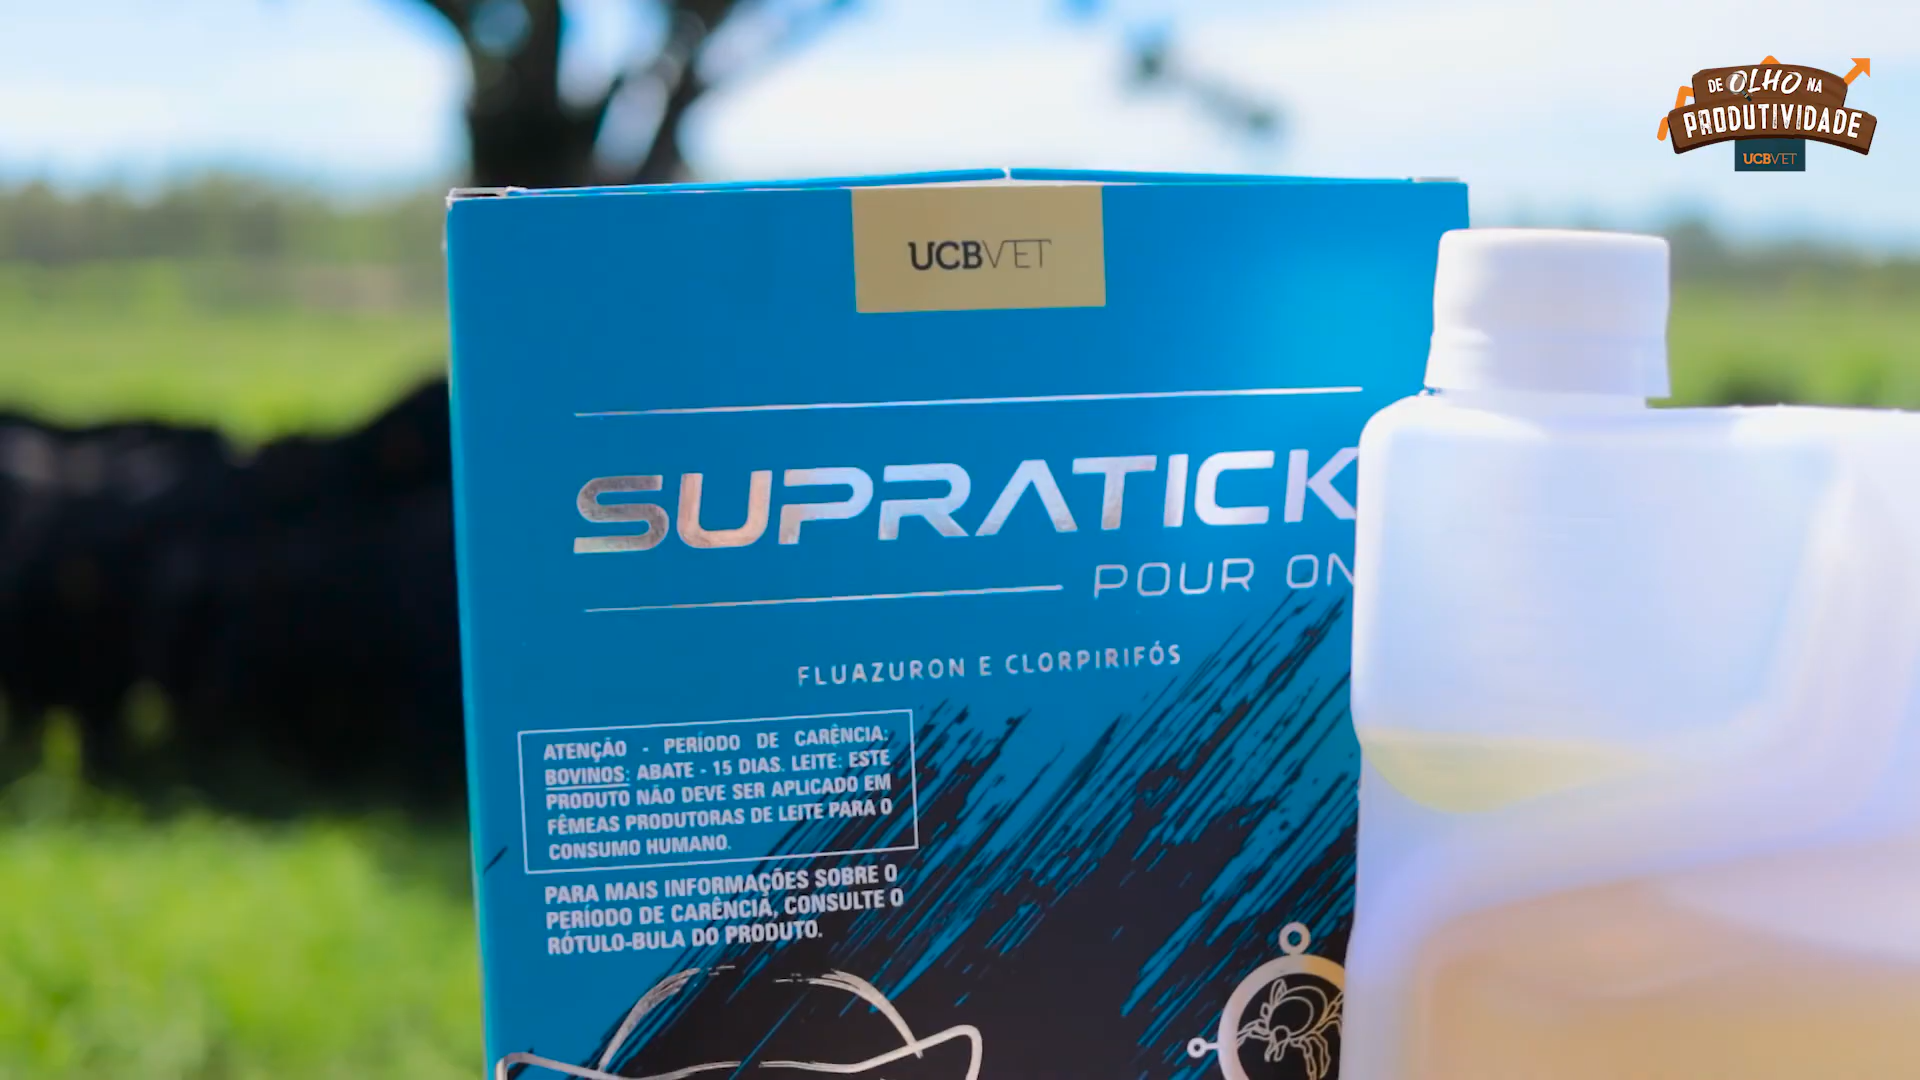 DE OLHO NA
PRODUTIVIDADE
UCBVET
UCBVET
SUPRATICK
POUR ON
FLUAZURON E CLORPIRIFÓS
ATENÇÃO - PERÍODO DE CARÊNCIA:
BOVINOS: ABATE - 15 DIAS. LEITE: ESTE
PRODUTO NÃO DEVE SER APLICADO EM
FÊMEAS PRODUTORAS DE LEITE PARA O
CONSUMO HUMANO.
PARA MAIS INFORMAÇÕES SOBRE O
PERÍODO DE CARÊNCIA, CONSULTE O
RÓTULO-BULA DO PRODUTO.